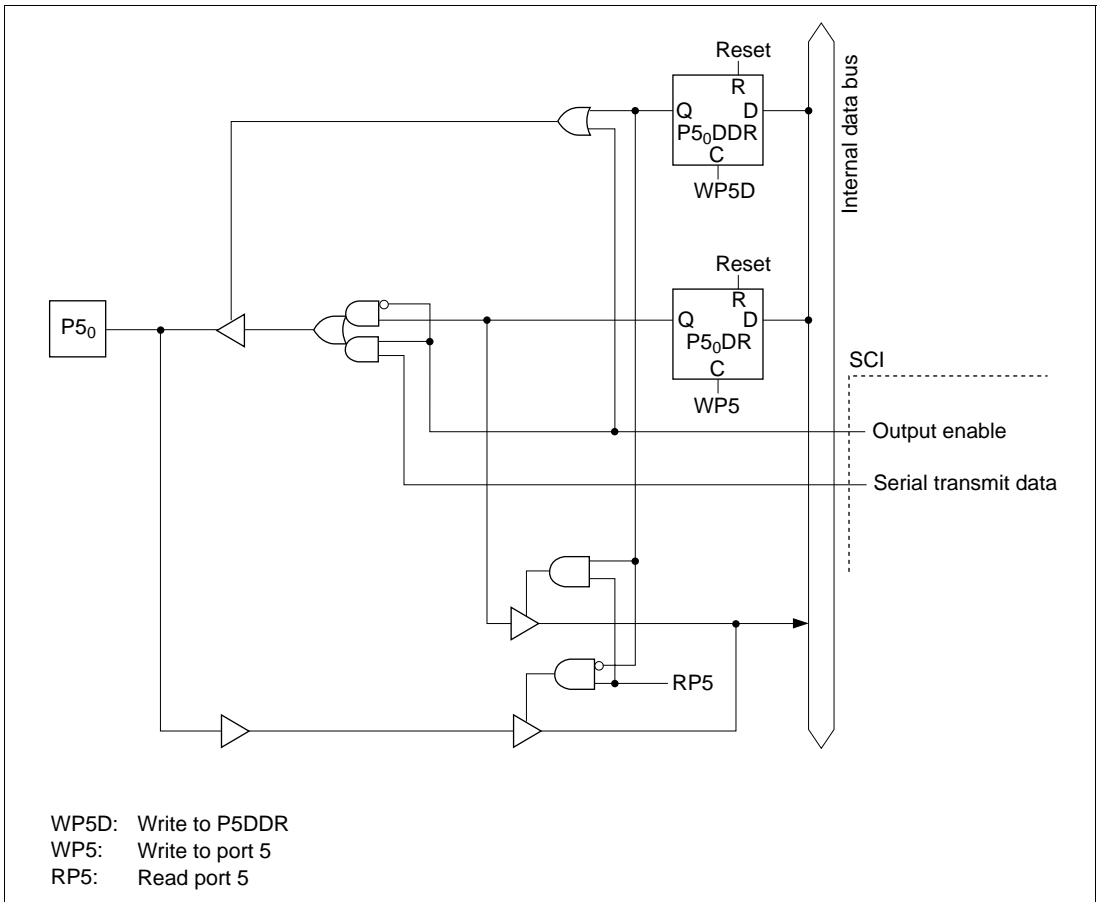 Reset
R
Q D
P5₀DDR
C
WP5D
Internal data bus
Reset
R
P5₀
Q D
P5₀DR
C
WP5
SCI
Output enable
Serial transmit data
RP5
WP5D: Write to P5DDR
WP5: Write to port 5
RP5: Read port 5